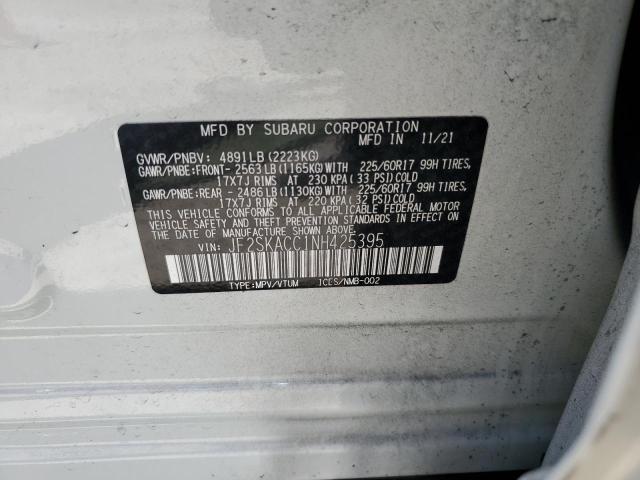 MFD BY SUBARU CORPORATION
MFD IN 11/21
GVWR/PNBV: 4891LB (2223KG)
GAWR/PNBE:FRONT- 2563LB (1165KG) WITH 225/60R17 99H TIRES,
17X7J RIMS AT 230 KPA (33 PSI) COLD
GAWR/PNBE:REAR - 2486LB (1130KG) WITH 225/60R17 99H TIRES,
17X7J RIMS AT 220 KPA (32 PSI) COLD
THIS VEHICLE CONFORMS TO ALL APPLICABLE FEDERAL MOTOR
VEHICLE SAFETY AND THEFT PREVENTION STANDARDS IN EFFECT ON
THE DATE OF MANUFACTURE SHOWN ABOVE.
VIN: JF2SKACC1NH425395
TYPE:MPV/VTUM ICES/NMB-002